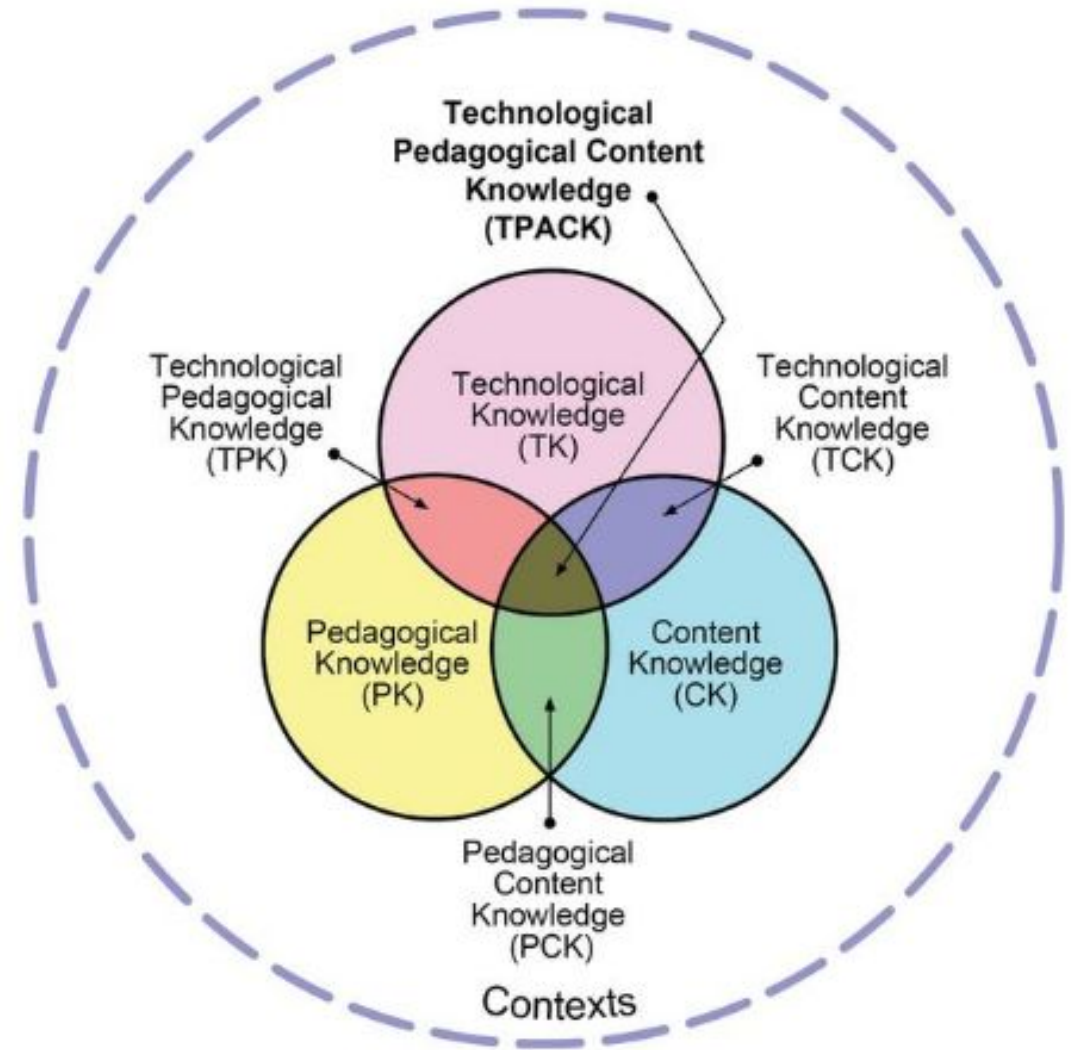 Technological
Pedagogical Content
Knowledge
(TPACK)
Technological
Pedagogical
Knowledge
(TPK)
Technological
Knowledge
(TK)
Technological
Content
Knowledge
(TCK)
Pedagogical
Knowledge
(PK)
Content
Knowledge
(CK)
Pedagogical
Content
Knowledge
(PCK)
Contexts